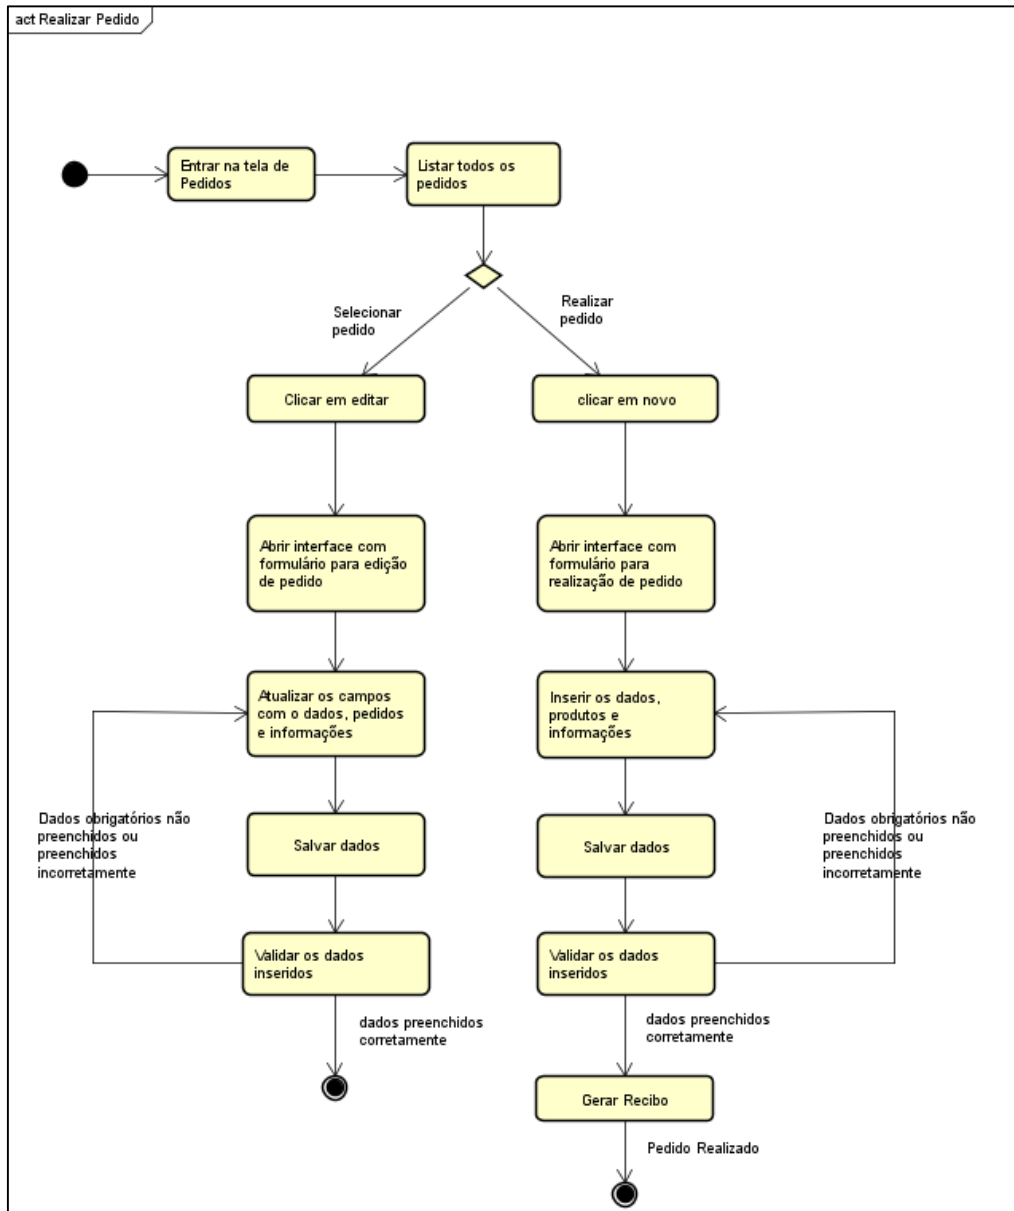 act Realizar Pedido
Entrar na tela de
Pedidos
Listar todos os
pedidos
Selecionar
pedido
Realizar
pedido
Clicar em editar
clicar em novo
Abrir interface com
formulário para edição
de pedido
Abrir interface com
formulário para
realização de pedido
Atualizar os campos
com o dados, pedidos
e informações
Inserir os dados,
produtos e
informações
Dados obrigatórios não
preenchidos ou
preenchidos
incorretamente
Salvar dados
Salvar dados
Dados obrigatórios não
preenchidos ou
preenchidos
incorretamente
Validar os dados
inseridos
Validar os dados
inseridos
dados preenchidos
corretamente
dados preenchidos
corretamente
Gerar Recibo
Pedido Realizado